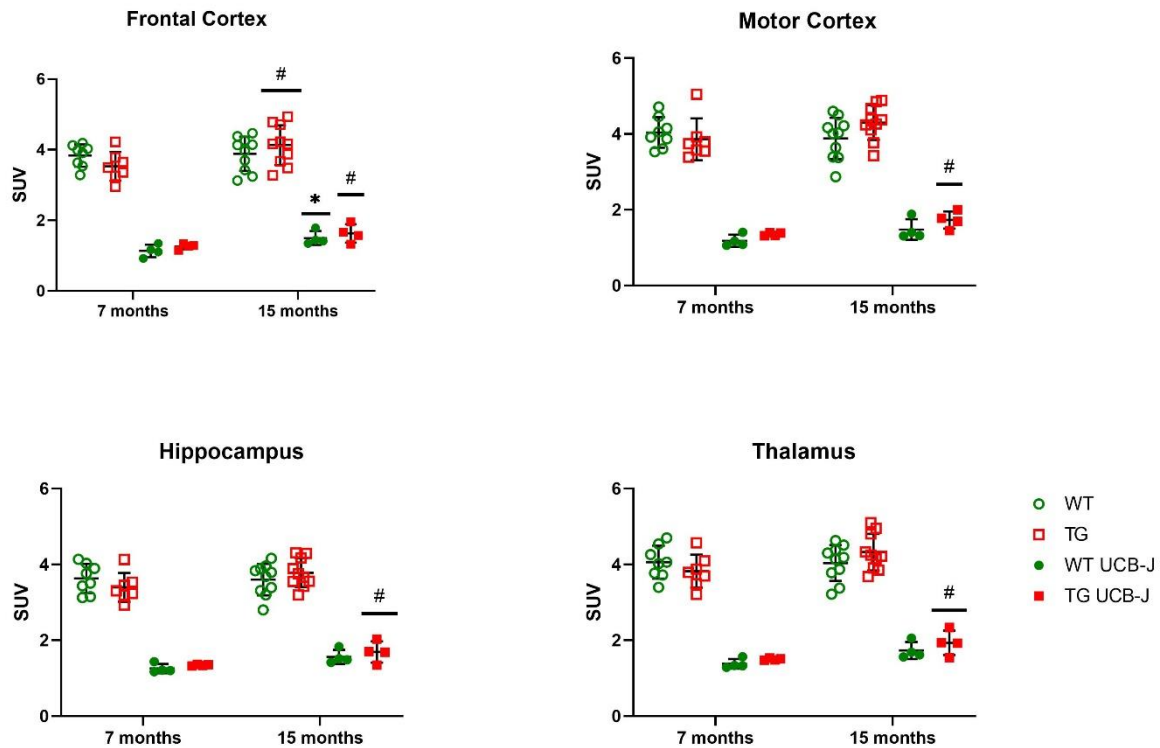 Frontal Cortex
6
4
2
0
SUV
7 months
15 months
#
*
#
Motor Cortex
6
4
2
0
SUV
7 months
15 months
#
Hippocampus
6
4
2
0
SUV
7 months
15 months
#
Thalamus
6
4
2
0
SUV
7 months
15 months
#
WT
TG
WT UCB-J
TG UCB-J